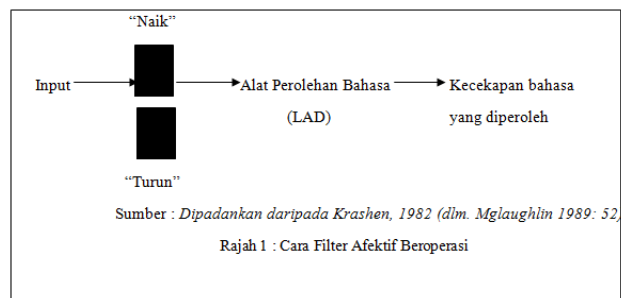 “Naik”
Input Alat Perolehan Bahasa Kecekapan bahasa
(LAD) yang diperoleh
“Turun”
Sumber : Dipadankan daripada Krashen, 1982 (dlm. Mglaughlin 1989: 52)
Rajah 1 : Cara Filter Afektif Beroperasi